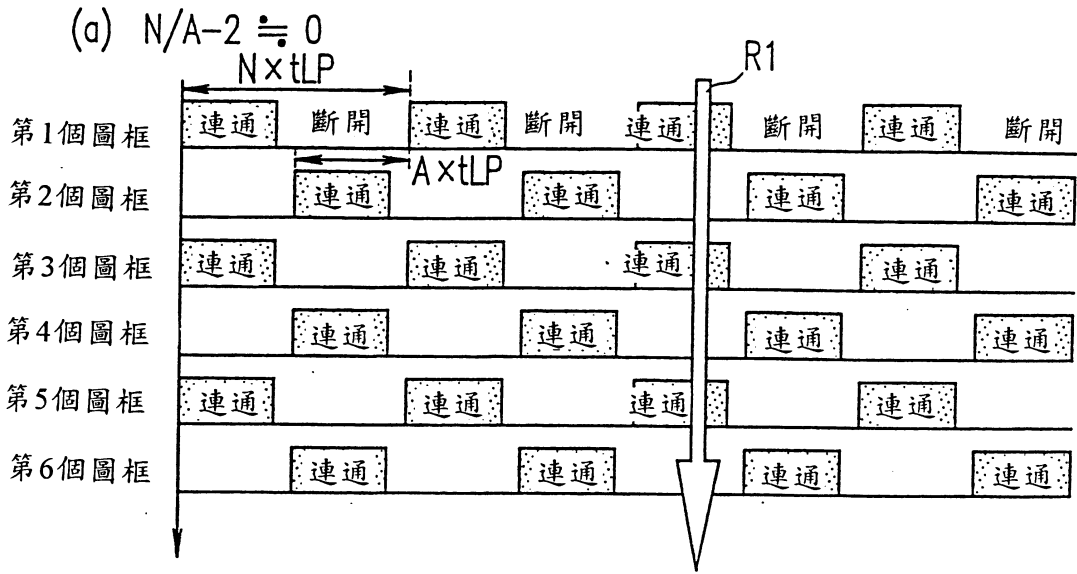 (a) N/A-2 ≒ 0
N×tLP
R1
第1個圖框 連通 斷開 連通 斷開 連通 斷開 連通 斷開
A×tLP
第2個圖框 連通 連通 連通 連通
第3個圖框 連通 連通 連通 連通
第4個圖框 連通 連通 連通 連通
第5個圖框 連通 連通 連通 連通
第6個圖框 連通 連通 連通 連通